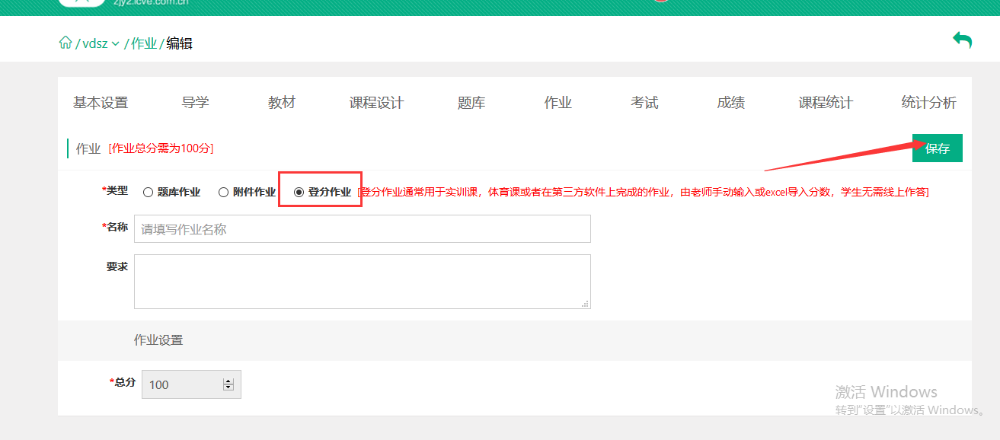 zjy2.icve.com.cn
/ vdsz / 作业 / 编辑
基本设置 导学 教材 课程设计 题库 作业 考试 成绩 课程统计 统计分析
作业 [作业总分需为100分] 保存
*类型 题库作业 附件作业 登分作业 [登分作业通常用于实训课，体育课或者在第三方软件上完成的作业，由老师手动输入或excel导入分数，学生无需线上作答]
*名称 请填写作业名称
要求
作业设置
*总分 100
激活 Windows
转到"设置"以激活 Windows。